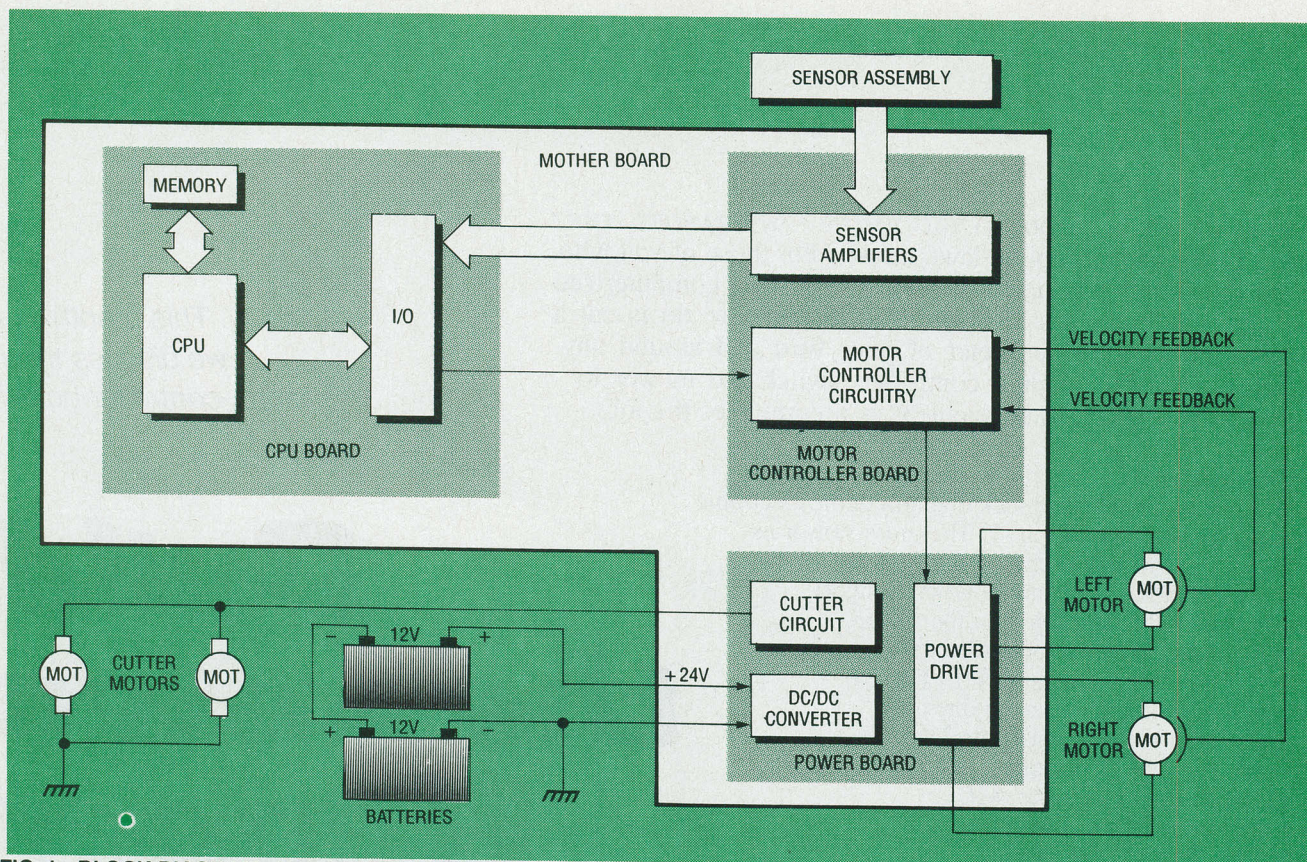 SENSOR ASSEMBLY
MOTHER BOARD
MEMORY
SENSOR
AMPLIFIERS
I/O
CPU
MOTOR
CONTROLLER
CIRCUITRY
VELOCITY FEEDBACK
VELOCITY FEEDBACK
CPU BOARD
MOTOR
CONTROLLER BOARD
CUTTER
CIRCUIT
POWER
DRIVE
LEFT
MOTOR
MOT
MOT
CUTTER
MOTORS
MOT
- 12V +
+24V
DC/DC
CONVERTER
+ 12V -
RIGHT
MOTOR
MOT
POWER BOARD
BATTERIES